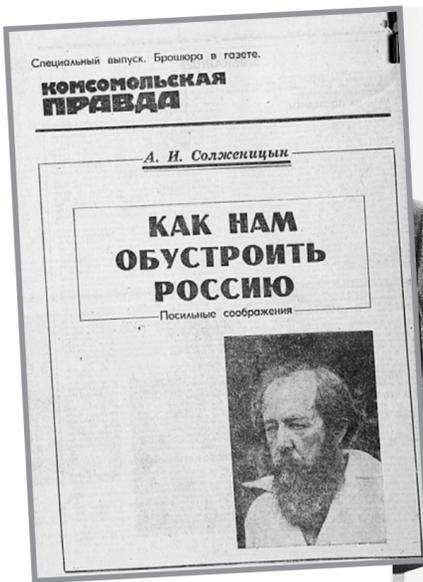 Специальный выпуск. Брошюра в газете.
КОМСОМОЛЬСКАЯ
ПРАВДА
А. И. Солженицын
КАК НАМ
ОБУСТРОИТЬ
РОССИЮ
Посильные соображения